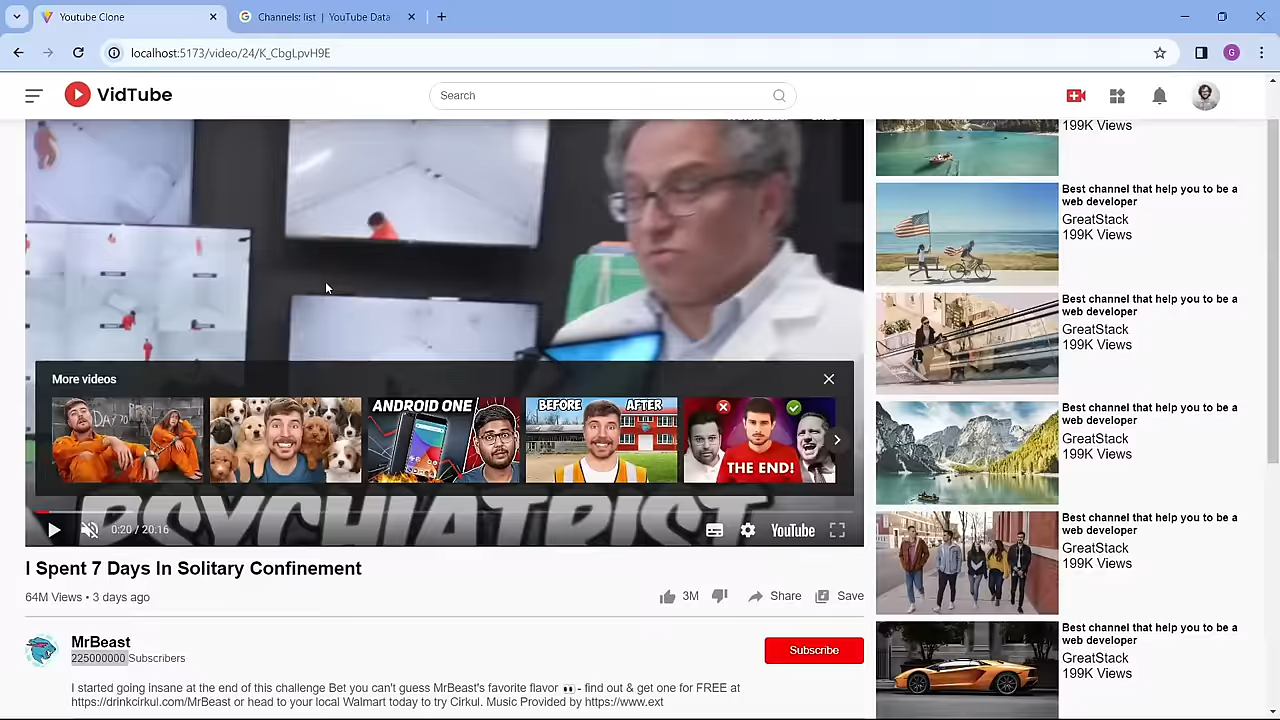 Youtube Clone
Channels: list | YouTube Data
localhost:5173/video/24/K_CbgLpvH9E
VidTube
Search
199K Views
Best channel that help you to be a
web developer
GreatStack
199K Views
Best channel that help you to be a
web developer
GreatStack
199K Views
Best channel that help you to be a
web developer
GreatStack
199K Views
Best channel that help you to be a
web developer
GreatStack
199K Views
Best channel that help you to be a
web developer
GreatStack
199K Views
More videos
DAY 70
ANDROID ONE
BEFORE AFTER
THE END!
PSYCHIATRIST
0:20 / 20:16
YouTube
I Spent 7 Days In Solitary Confinement
64M Views • 3 days ago
3M
Share
Save
MrBeast
225000000 Subscribers
Subscribe
I started going insane at the end of this challenge But you can't guess MrBeast's favorite flavor 👀- find out & get one for FREE at
https://drinkcirkul.com/mrBeast or head to your local Walmart today to try Cirkul Music Provided by https://www.ext
G